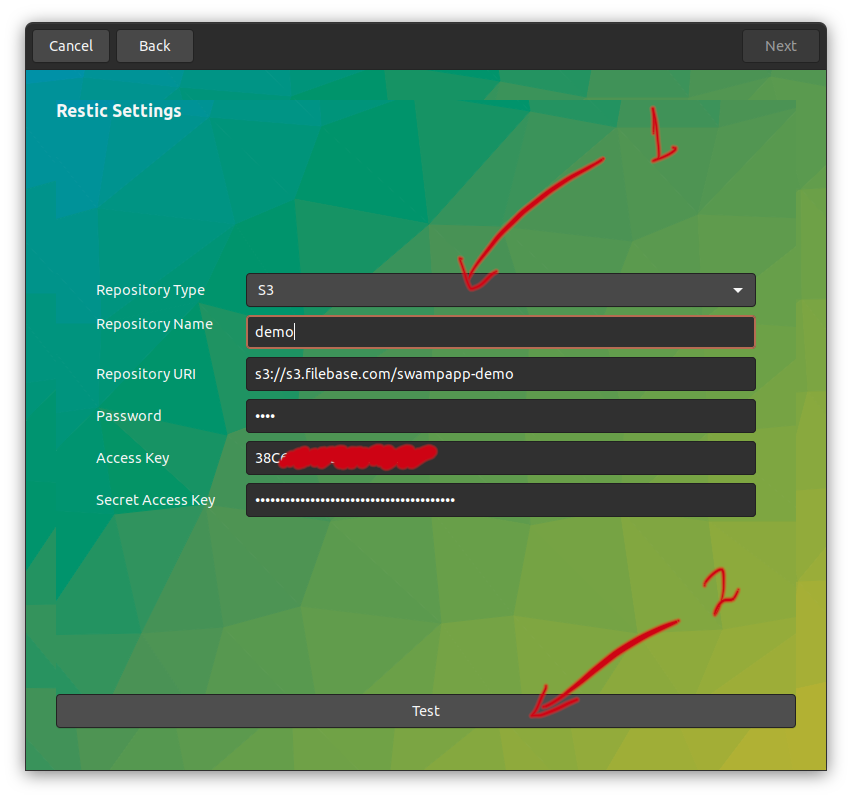 Cancel Back Next
Restic Settings
1
Repository Type S3
Repository Name demo
Repository URI s3://s3.filebase.com/swampapp-demo
Password ••••
Access Key 38C
Secret Access Key ••••••••••••••••••••••••••••••••••••••••
2
Test